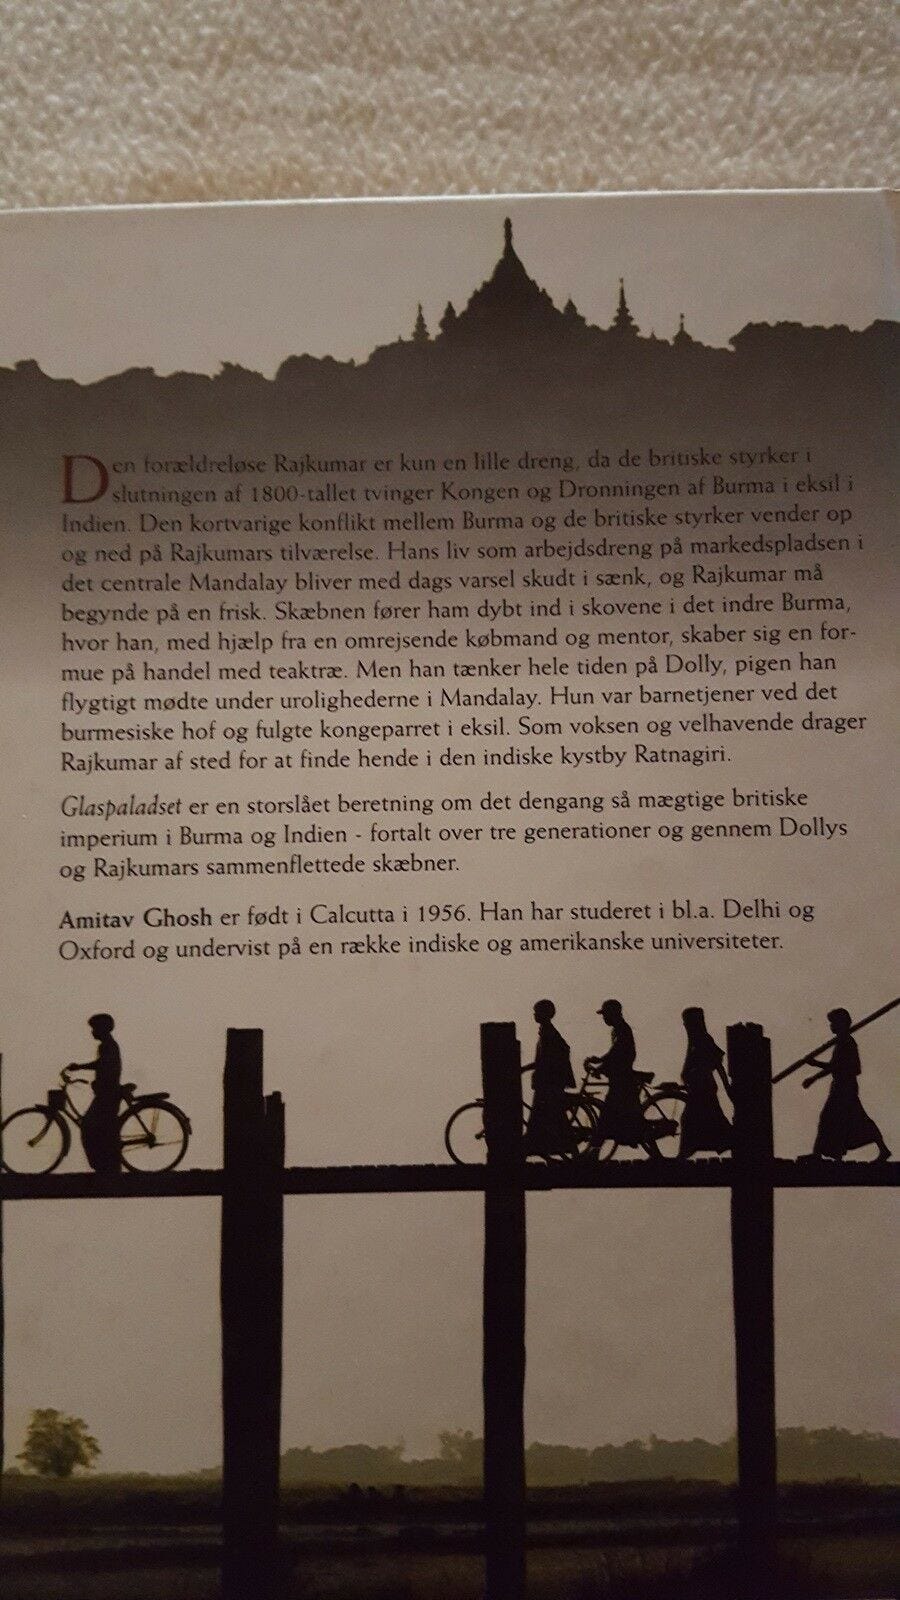 Den forældreløse Rajkumar er kun en lille dreng, da de britiske styrker i
slutningen af 1800-tallet tvinger Kongen og Dronningen af Burma i eksil i
Indien. Den kortvarige konflikt mellem Burma og de britiske styrker vender op
og ned på Rajkumars tilværelse. Hans liv som arbejdsdreng på markedspladsen i
det centrale Mandalay bliver med dags varsel skudt i sænk, og Rajkumar må
begynde på en frisk. Skæbnen fører ham dybt ind i skovene i det indre Burma,
hvor han, med hjælp fra en omrejsende købmand og mentor, skaber sig en for-
mue på handel med teaktræ. Men han tænker hele tiden på Dolly, pigen han
flygtigt mødte under urolighederne i Mandalay. Hun var barnetjener ved det
burmesiske hof og fulgte kongeparret i eksil. Som voksen og velhavende drager
Rajkumar af sted for at finde hende i den indiske kystby Ratnagiri.
Glaspaladset er en storslået beretning om det dengang så mægtige britiske
imperium i Burma og Indien - fortalt over tre generationer og gennem Dollys
og Rajkumars sammenflettede skæbner.
Amitav Ghosh er født i Calcutta i 1956. Han har studeret i bl.a. Delhi og
Oxford og undervist på en række indiske og amerikanske universiteter.